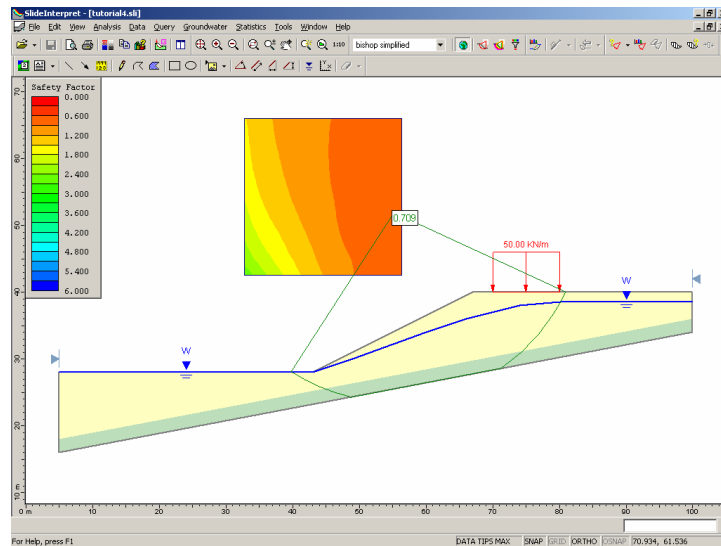 SlideInterpret - [tutorial4.sli]
File Edit View Analysis Data Query Groundwater Statistics Tools Window Help
1:10 bishop simplified
Safety Factor
0.000
0.600
1.200
1.800
2.400
3.000
3.600
4.200
4.800
5.400
6.000
70
60
50
40
30
20
10
m
0.709
50.00 KN/m
W
W
0 m 10 20 30 40 50 60 70 80 90 100
For Help, press F1
DATA TIPS MAX SNAP GRID ORTHO OSNAP 70.934, 61.536